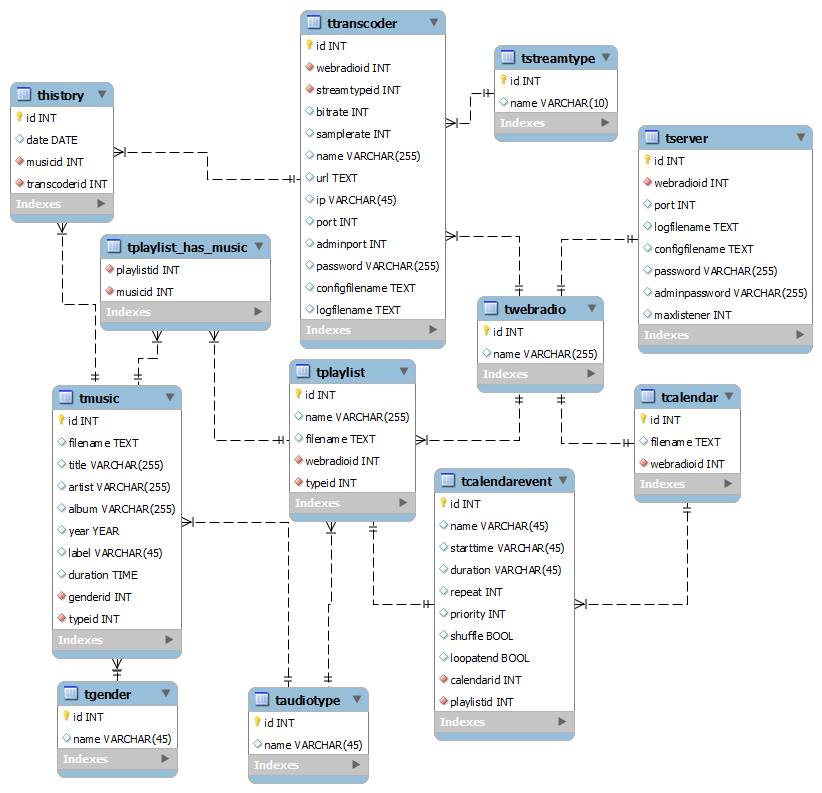 ttranscoder
id INT
webradioid INT
streamtypeid INT
bitrate INT
samplerate INT
name VARCHAR(255)
url TEXT
ip VARCHAR(45)
port INT
adminport INT
password VARCHAR(255)
configfilename TEXT
logfilename TEXT
Indexes
tstreamtype
id INT
name VARCHAR(10)
Indexes
thistory
id INT
date DATE
musicid INT
transcoderid INT
Indexes
tserver
id INT
webradioid INT
port INT
logfilename TEXT
configfilename TEXT
password VARCHAR(255)
adminpassword VARCHAR(255)
maxlistener INT
Indexes
tplaylist_has_music
playlistid INT
musicid INT
Indexes
twebradio
id INT
name VARCHAR(255)
Indexes
tplaylist
id INT
name VARCHAR(255)
filename TEXT
webradioid INT
typeid INT
Indexes
tmusic
id INT
filename TEXT
title VARCHAR(255)
artist VARCHAR(255)
album VARCHAR(255)
year YEAR
label VARCHAR(45)
duration TIME
genderid INT
typeid INT
Indexes
tcalendar
id INT
filename TEXT
webradioid INT
Indexes
tcalendarevent
id INT
name VARCHAR(45)
starttime VARCHAR(45)
duration VARCHAR(45)
repeat INT
priority INT
shuffle BOOL
loopatend BOOL
calendarid INT
playlistid INT
Indexes
tgender
id INT
name VARCHAR(45)
Indexes
taudiotype
id INT
name VARCHAR(45)
Indexes